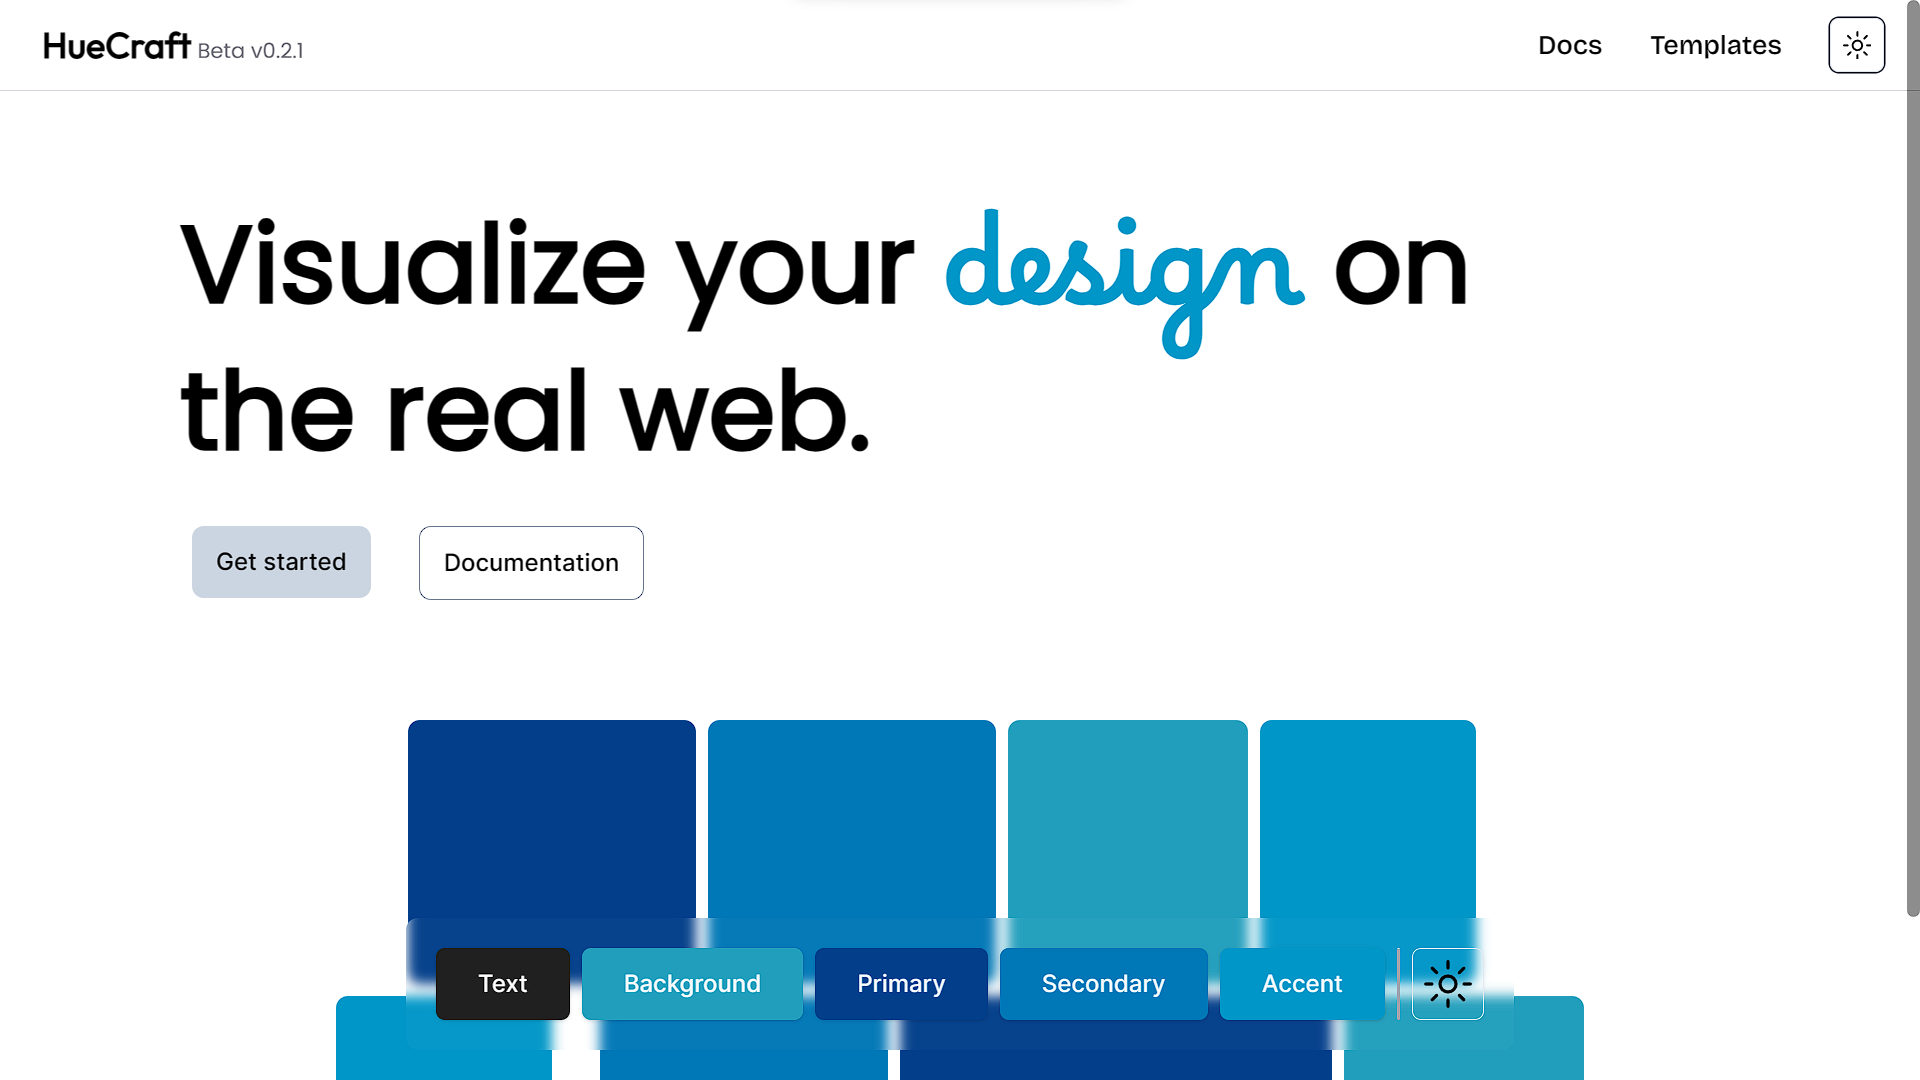 HueCraft Beta v0.2.1
Docs Templates
Visualize your design on
the real web.
Get started Documentation
Text Background Primary Secondary Accent